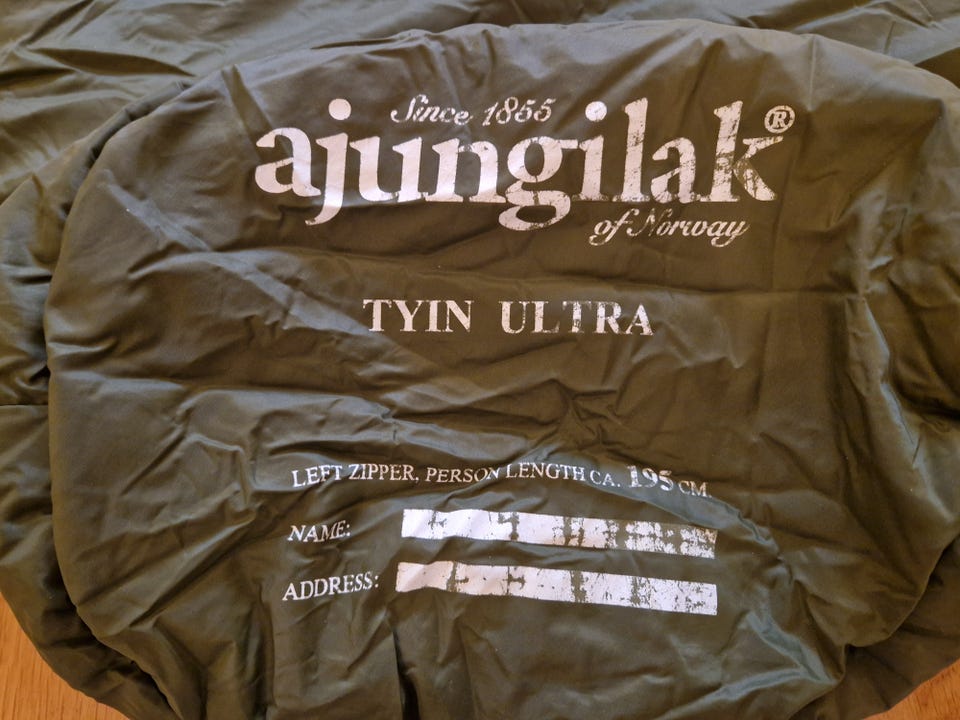 Since 1855
ajungilak®
of Norway
TYIN ULTRA
LEFT ZIPPER, PERSON LENGTH CA. 195 CM.
NAME:
ADDRESS: